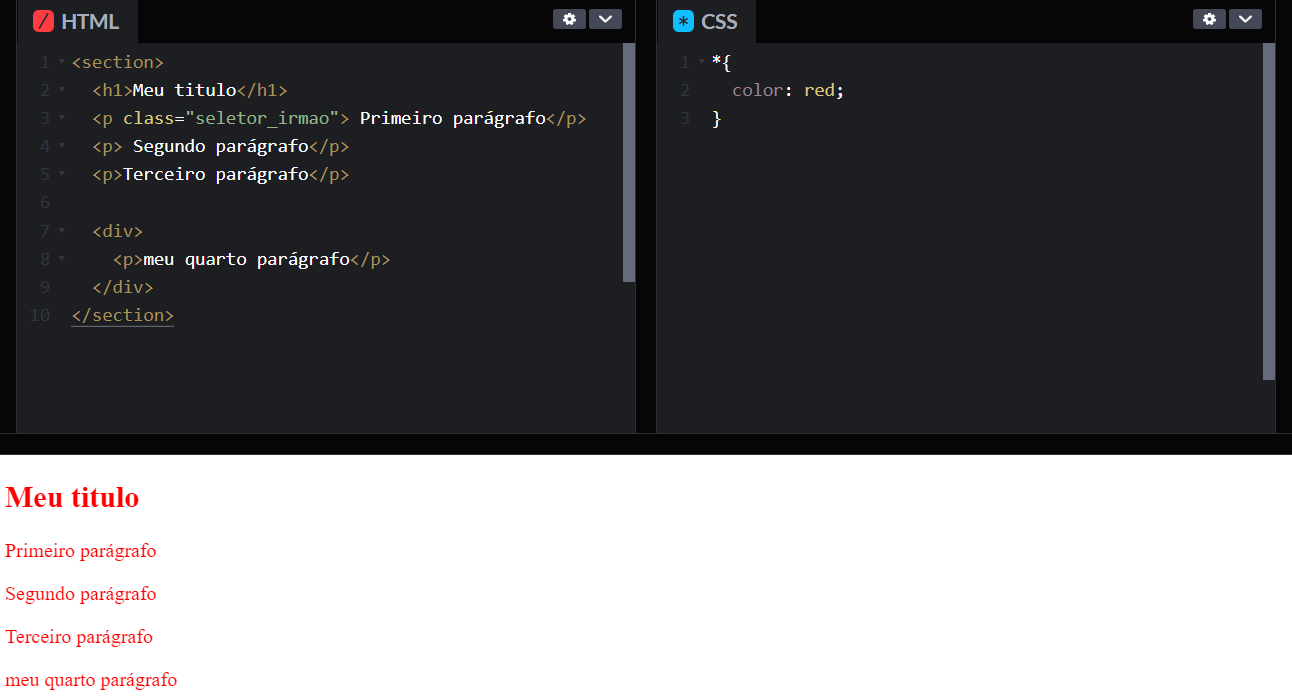 HTML
1 <section>
2 <h1>Meu titulo</h1>
3 <p class="seletor_irmao"> Primeiro parágrafo</p>
4 <p> Segundo parágrafo</p>
5 <p>Terceiro parágrafo</p>
6
7 <div>
8 <p>meu quarto parágrafo</p>
9 </div>
10 </section>
CSS
1 *{
2 color: red;
3 }
Meu titulo
Primeiro parágrafo
Segundo parágrafo
Terceiro parágrafo
meu quarto parágrafo